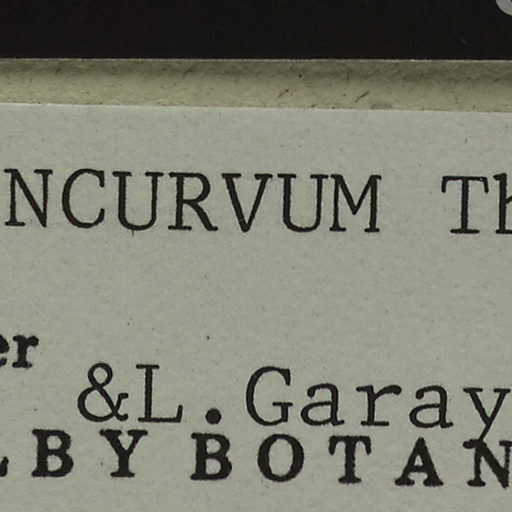 NCURVUM Th
er
&L.Garay
LBY BOTAN